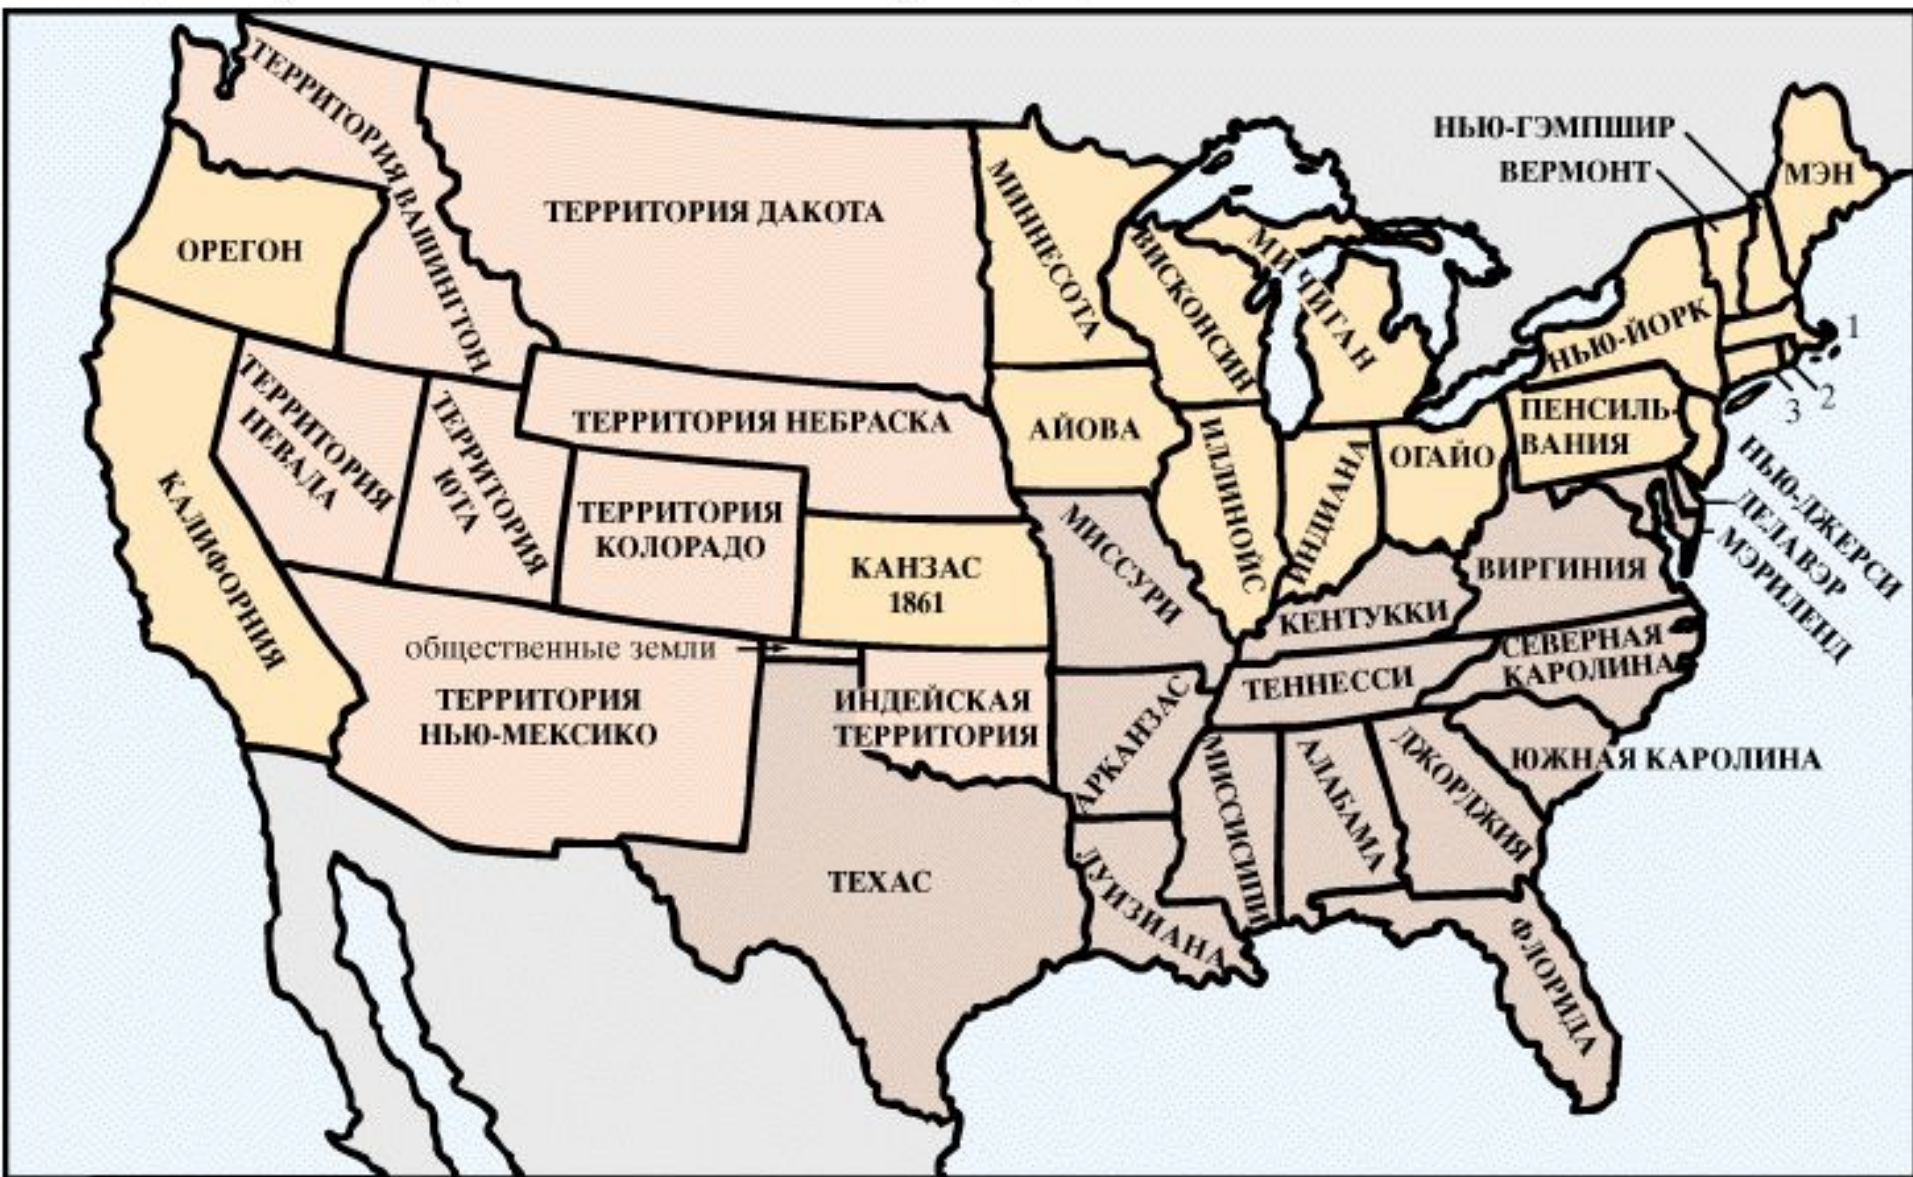 НЬЮ-ГЭМПШИР
ВЕРМОНТ
МЭН
ТЕРРИТОРИЯ ВАШИНГТОН
ТЕРРИТОРИЯ ДАКОТА
МИННЕСОТА
ОРЕГОН
ВИСКОНСИН
МИЧИГАН
НЬЮ-ЙОРК
1
2
3
ТЕРРИТОРИЯ
НЕВАДА
ТЕРРИТОРИЯ
ЮТА
ТЕРРИТОРИЯ НЕБРАСКА
АЙОВА
ИЛЛИНОЙС
ИНДИАНА
ОГАЙО
ПЕНСИЛЬ-
ВАНИЯ
НЬЮ-ДЖЕРСИ
ДЕЛАВЭР
МЭРИЛЕНД
КАЛИФОРНИЯ
ТЕРРИТОРИЯ
КОЛОРАДО
КАНЗАС
1861
МИССУРИ
ВИРГИНИЯ
КЕНТУККИ
общественные земли
СЕВЕРНАЯ
КАРОЛИНА
ТЕННЕССИ
ТЕРРИТОРИЯ
НЬЮ-МЕКСИКО
ИНДЕЙСКАЯ
ТЕРРИТОРИЯ
АРКАНЗАС
МИССИСИПИ
АЛАБАМА
ДЖОРДЖИЯ
ЮЖНАЯ КАРОЛИНА
ТЕХАС
ЛУИЗИАНА
ФЛОРИДА